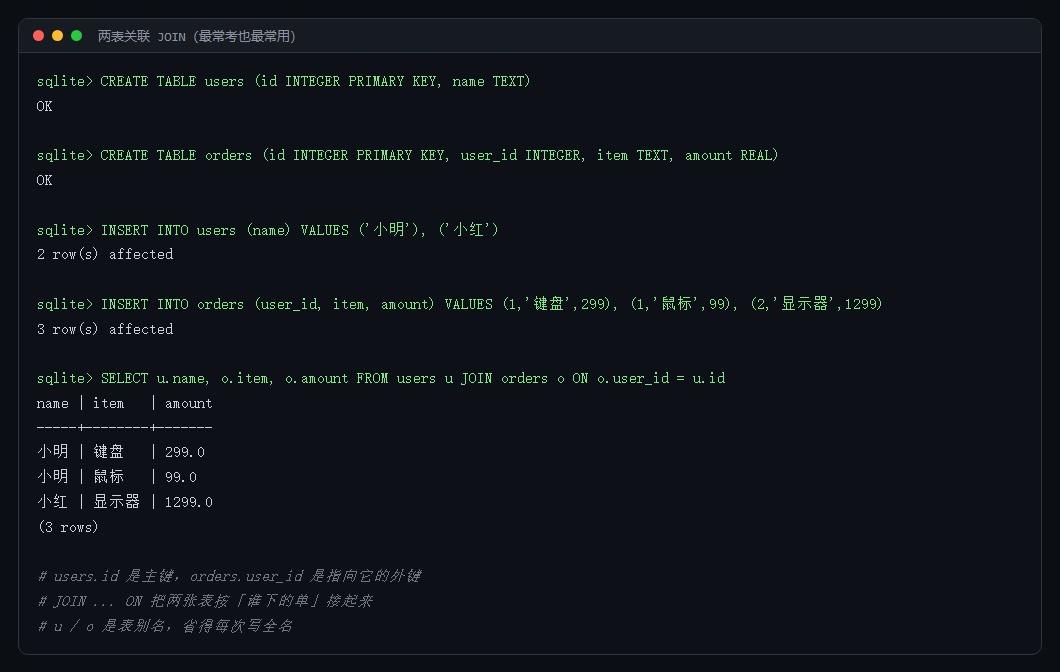 两表关联 JOIN (最常考也最常用)
sqlite> CREATE TABLE users (id INTEGER PRIMARY KEY, name TEXT)
OK
sqlite> CREATE TABLE orders (id INTEGER PRIMARY KEY, user_id INTEGER, item TEXT, amount REAL)
OK
sqlite> INSERT INTO users (name) VALUES ('小明'), ('小红')
2 row(s) affected
sqlite> INSERT INTO orders (user_id, item, amount) VALUES (1,'键盘',299), (1,'鼠标',99), (2,'显示器',1299)
3 row(s) affected
sqlite> SELECT u.name, o.item, o.amount FROM users u JOIN orders o ON o.user_id = u.id
name | item   | amount
-----+--------+-------
小明 | 键盘   | 299.0
小明 | 鼠标   | 99.0
小红 | 显示器 | 1299.0
(3 rows)
# users.id 是主键，orders.user_id 是指向它的外键
# JOIN ... ON 把两张表按「谁下的单」接起来
# u / o 是表别名，省得每次写全名